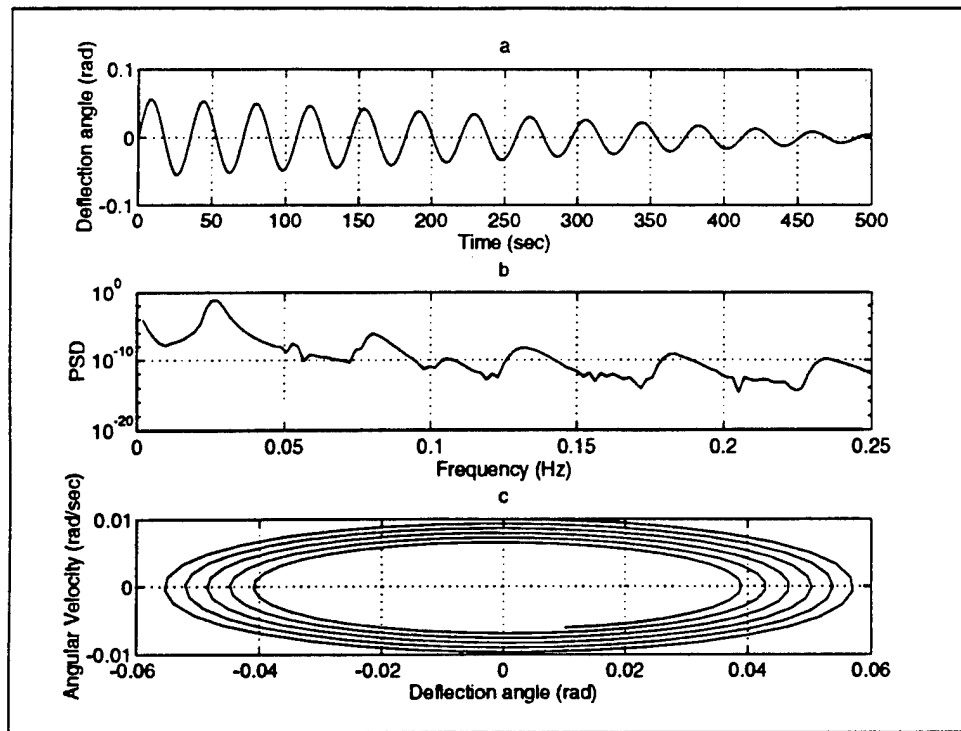 a
Deflection angle (rad)
0.1
0
-0.1
0 50 100 150 200 250 300 350 400 450 500
Time (sec)
b
PSD
10^0
10^-10
10^-20
0 0.05 0.1 0.15 0.2 0.25
Frequency (Hz)
c
Angular Velocity (rad/sec)
0.01
0
-0.01
-0.06 -0.04 -0.02 0 0.02 0.04 0.06
Deflection angle (rad)